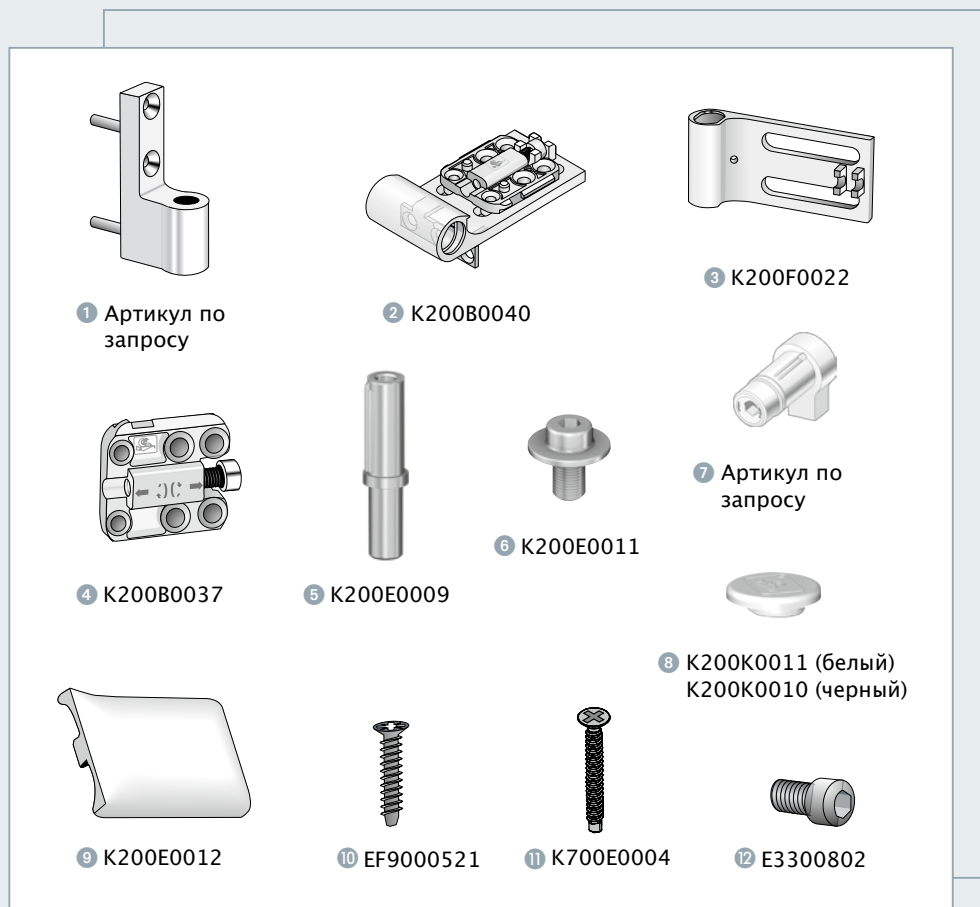 1 Артикул по
запросу
2 K200B0040
3 K200F0022
4 K200B0037
5 K200E0009
6 K200E0011
7 Артикул по
запросу
8 K200K0011 (белый)
K200K0010 (черный)
9 K200E0012
10 EF9000521
11 K700E0004
12 E3300802